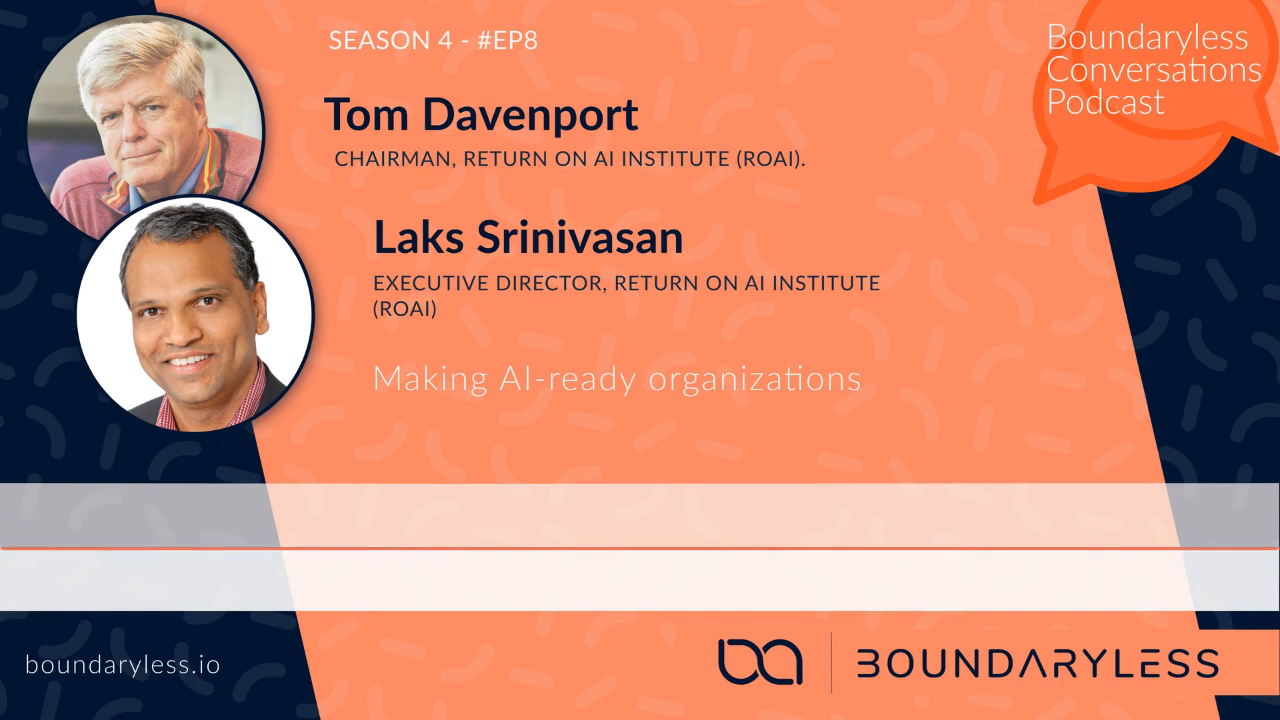 SEASON 4 - #EP8
Boundaryless
Conversations
Podcast
Tom Davenport
CHAIRMAN, RETURN ON AI INSTITUTE (ROAI).
Laks Srinivasan
EXECUTIVE DIRECTOR, RETURN ON AI INSTITUTE
(ROAI)
Making AI-ready organizations
boundaryless.io
BOUNDARYLESS